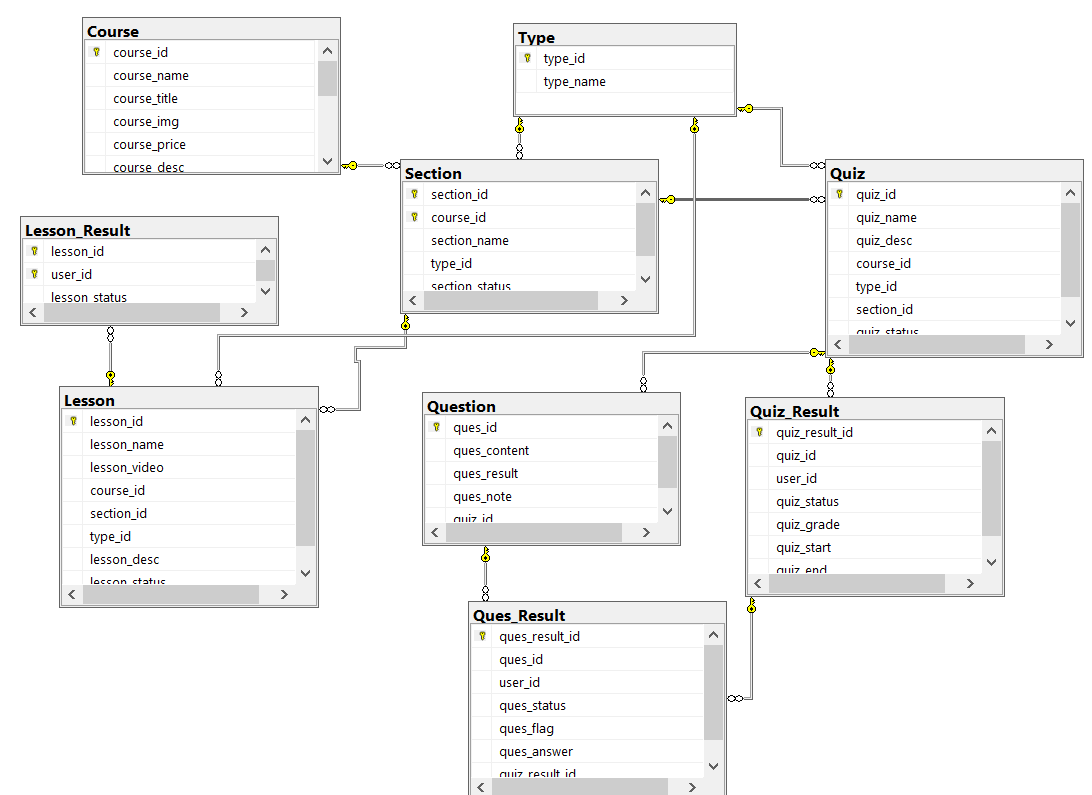 Course
course_id
course_name
course_title
course_img
course_price
course_desc
Type
type_id
type_name
Section
section_id
course_id
section_name
type_id
section_status
Quiz
quiz_id
quiz_name
quiz_desc
course_id
type_id
section_id
quiz_status
Lesson_Result
lesson_id
user_id
lesson_status
Lesson
lesson_id
lesson_name
lesson_video
course_id
section_id
type_id
lesson_desc
lesson_status
Question
ques_id
ques_content
ques_result
ques_note
quiz_id
Quiz_Result
quiz_result_id
quiz_id
user_id
quiz_status
quiz_grade
quiz_start
quiz_end
Ques_Result
ques_result_id
ques_id
user_id
ques_status
ques_flag
ques_answer
quiz_result_id